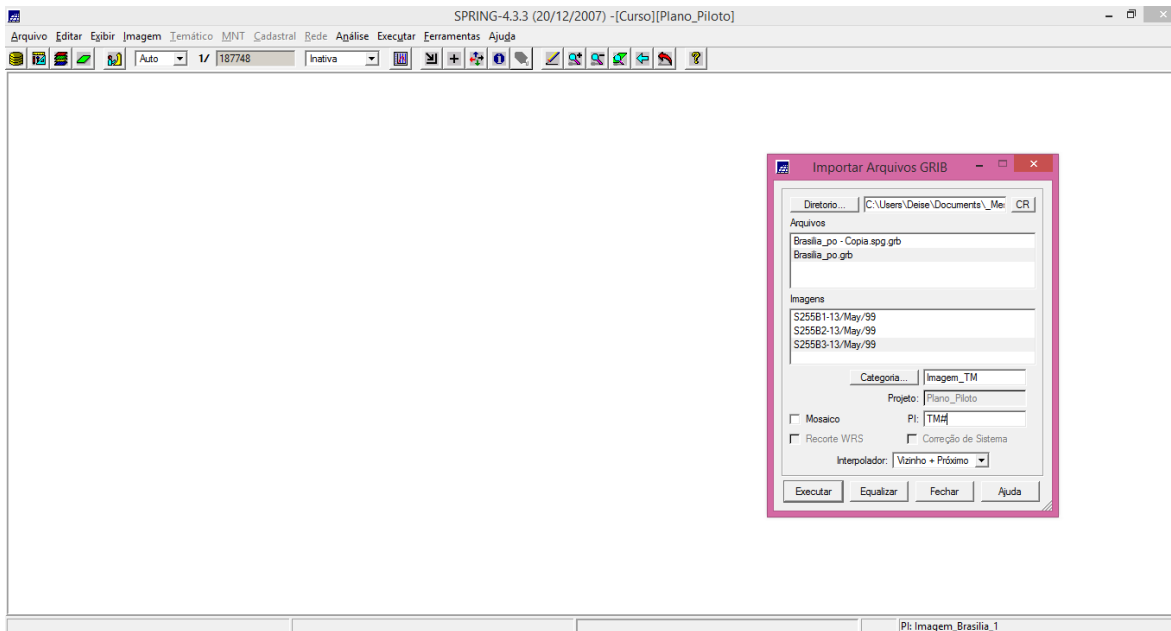 SPRING-4.3.3 (20/12/2007) -[Curso][Plano_Piloto]
Arquivo Editar Exibir Imagem Temático MNT Cadastral Rede Análise Executar Ferramentas Ajuda
Auto 1/ 187748 Inativa
Importar Arquivos GRIB
Diretorio... C:\Users\Deise\Documents\_Me: CR
Arquivos
Brasilia_po - Copia.spg.grb
Brasilia_po.grb
Imagens
S255B1-13/May/99
S255B2-13/May/99
S255B3-13/May/99
Categoria... Imagem_TM
Projeto: Plano_Piloto
Mosaico PI: TM#
Recorte WRS Correção de Sistema
Interpolador: Vizinho + Próximo
Executar Equalizar Fechar Ajuda
PI: Imagem_Brasilia_1